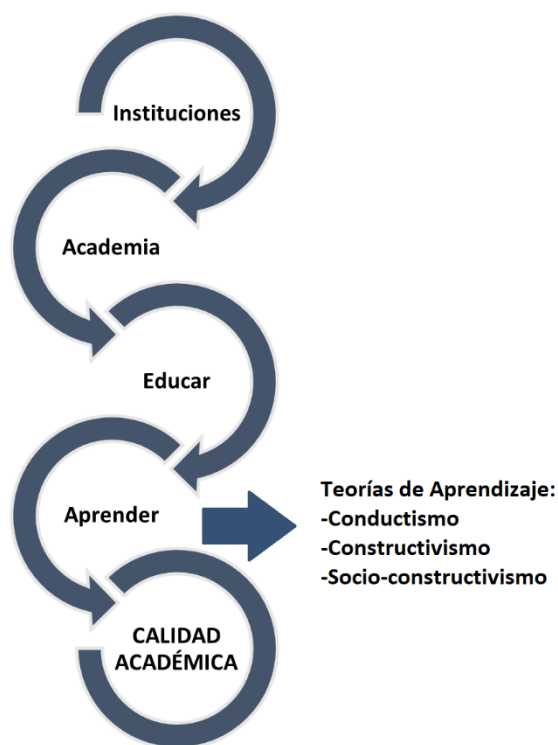 Instituciones
Academia
Educar
Aprender
Teorías de Aprendizaje:
-Conductismo
-Constructivismo
-Socio-constructivismo
CALIDAD
ACADÉMICA